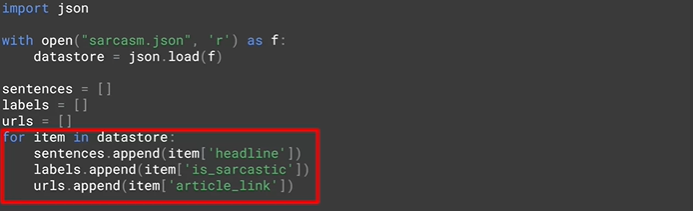 import json
with open("sarcasm.json", 'r') as f:
    datastore = json.load(f)
sentences = []
labels = []
urls = []
for item in datastore:
    sentences.append(item['headline'])
    labels.append(item['is_sarcastic'])
    urls.append(item['article_link'])